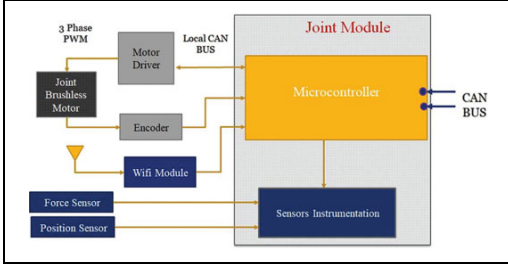 Joint Module
3 Phase
PWM
Motor
Driver
Local CAN
BUS
Joint
Brushless
Motor
Microcontroller
CAN
BUS
Encoder
Wifi Module
Force Sensor
Position Sensor
Sensors Instrumentation